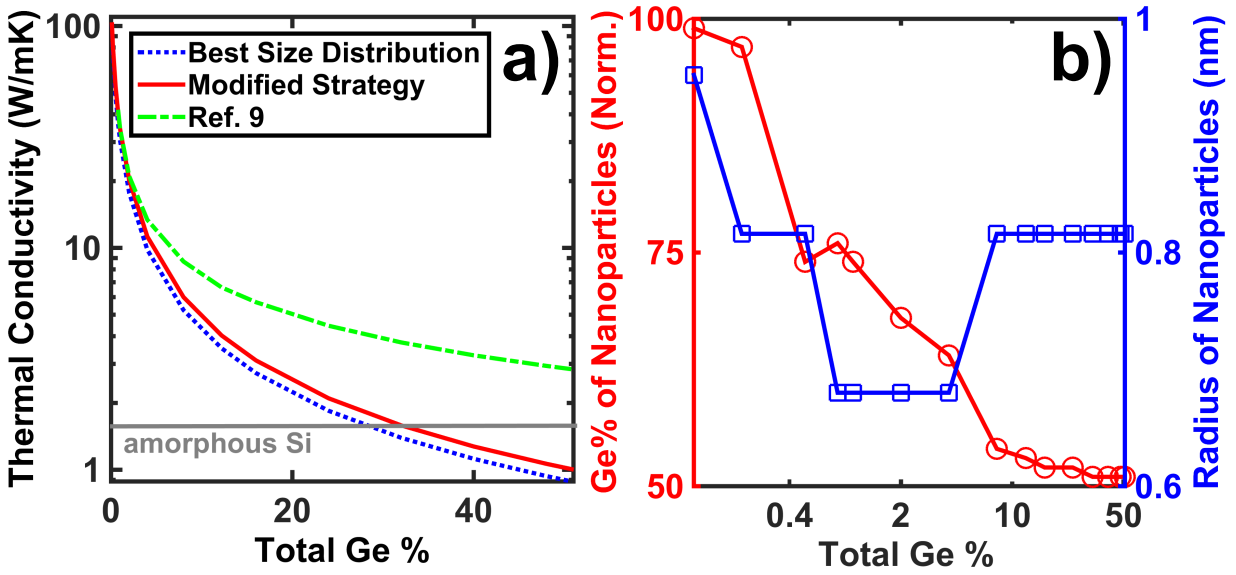 Thermal Conductivity (W/mK)
100
10
1
Best Size Distribution
Modified Strategy
Ref. 9
a)
amorphous Si
0
20
40
Total Ge %
Ge% of Nanoparticles (Norm.)
100
75
50
b)
1
0.8
0.6
Radius of Nanoparticles (nm)
0.4
2
10
50
Total Ge %